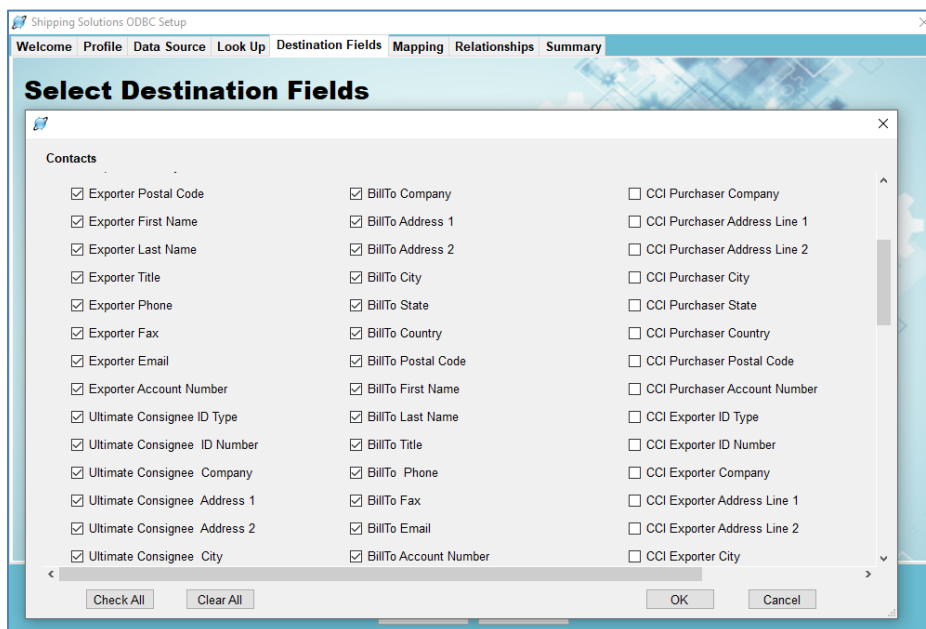 Shipping Solutions ODBC Setup
Welcome Profile Data Source Look Up Destination Fields Mapping Relationships Summary
Select Destination Fields
Contacts
Exporter Postal Code BillTo Company CCI Purchaser Company
Exporter First Name BillTo Address 1 CCI Purchaser Address Line 1
Exporter Last Name BillTo Address 2 CCI Purchaser Address Line 2
Exporter Title BillTo City CCI Purchaser City
Exporter Phone BillTo State CCI Purchaser State
Exporter Fax BillTo Country CCI Purchaser Country
Exporter Email BillTo Postal Code CCI Purchaser Postal Code
Exporter Account Number BillTo First Name CCI Purchaser Account Number
Ultimate Consignee ID Type BillTo Last Name CCI Exporter ID Type
Ultimate Consignee ID Number BillTo Title CCI Exporter ID Number
Ultimate Consignee Company BillTo Phone CCI Exporter Company
Ultimate Consignee Address 1 BillTo Fax CCI Exporter Address Line 1
Ultimate Consignee Address 2 BillTo Email CCI Exporter Address Line 2
Ultimate Consignee City BillTo Account Number CCI Exporter City
Check All Clear All OK Cancel